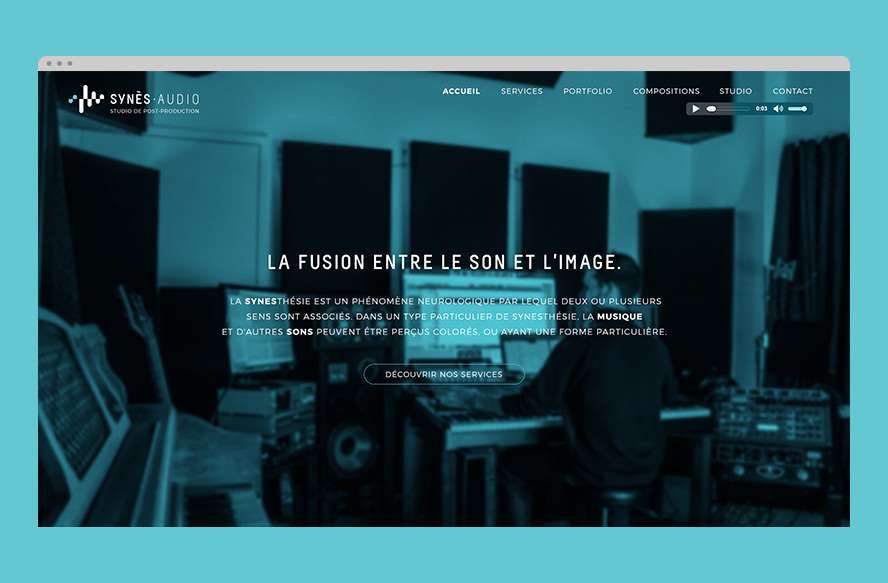 SYNÈS·AUDIO
STUDIO DE POST-PRODUCTION
ACCUEIL SERVICES PORTFOLIO COMPOSITIONS STUDIO CONTACT
0:03
LA FUSION ENTRE LE SON ET L'IMAGE.
LA SYNESTHÉSIE EST UN PHÉNOMÈNE NEUROLOGIQUE PAR LEQUEL DEUX OU PLUSIEURS
SENS SONT ASSOCIÉS. DANS UN TYPE PARTICULIER DE SYNESTHÉSIE, LA MUSIQUE
ET D'AUTRES SONS PEUVENT ÊTRE PERÇUS COLORÉS, OU AYANT UNE FORME PARTICULIÈRE.
DÉCOUVRIR NOS SERVICES